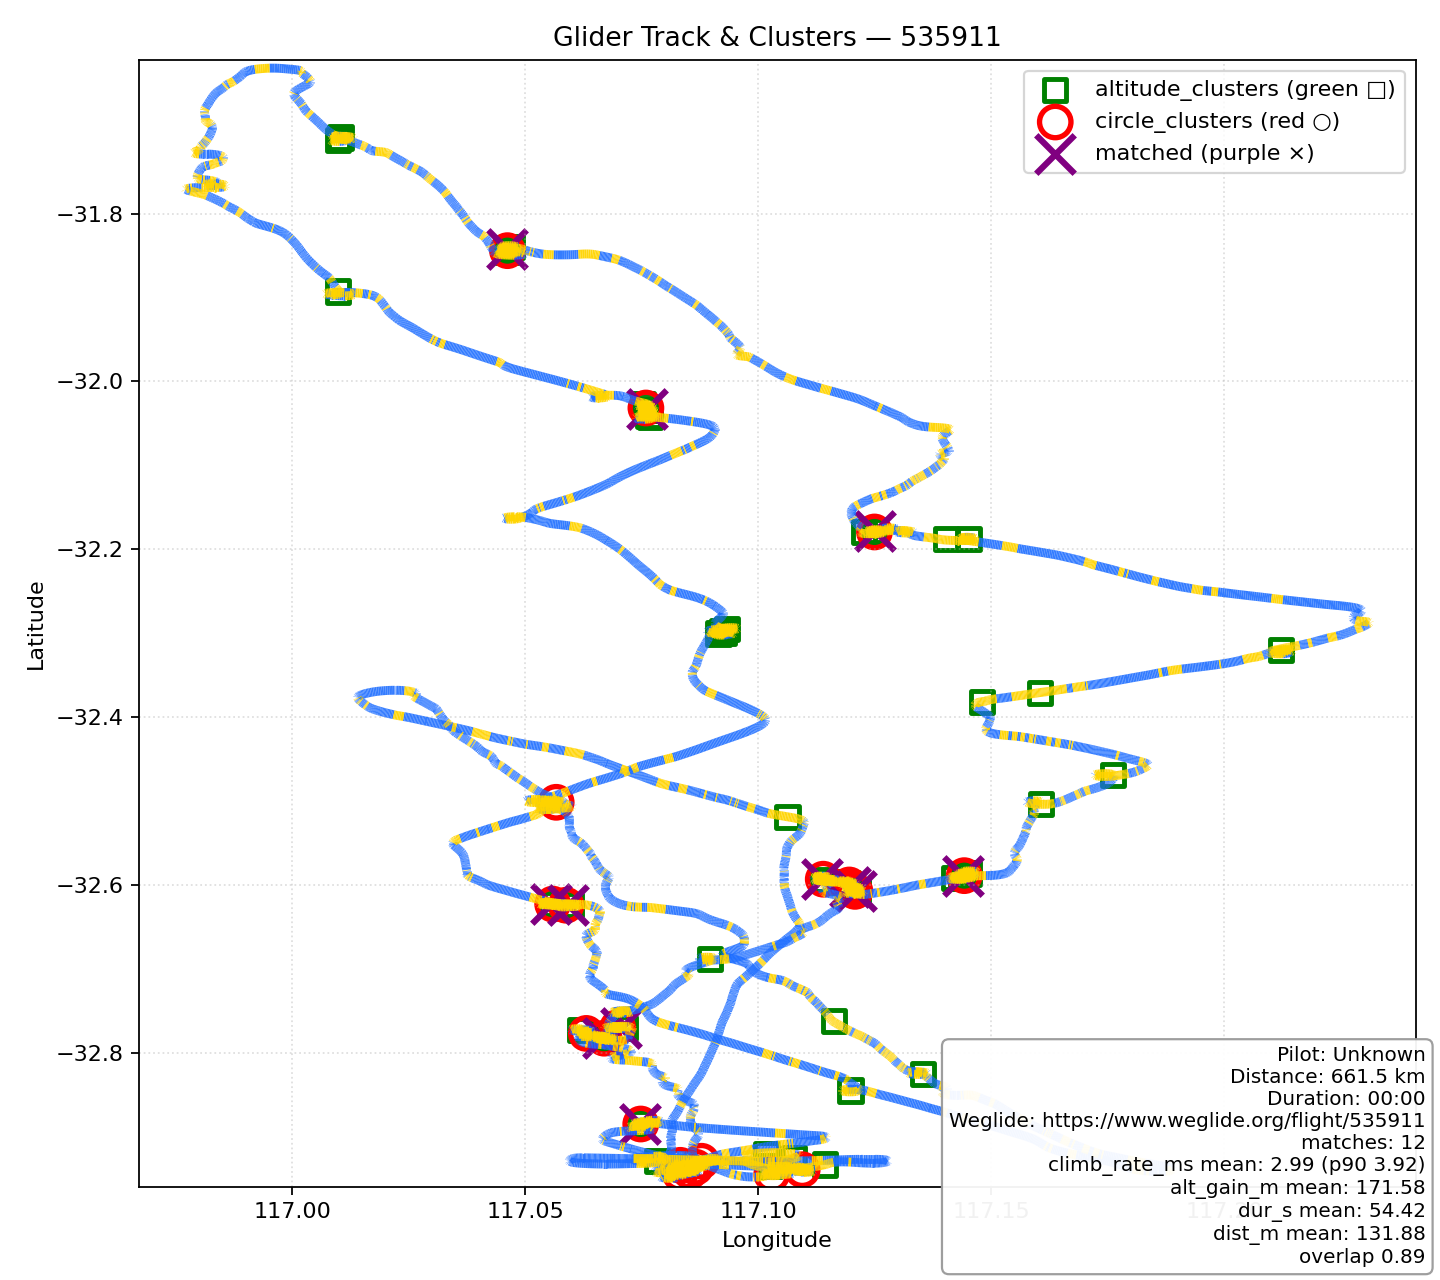 Glider Track & Clusters — 535911
altitude_clusters (green □)
circle_clusters (red ○)
matched (purple ×)
−31.8
−32.0
−32.2
−32.4
−32.6
−32.8
Latitude
117.00
117.05
117.10
117.15
Longitude
Pilot: Unknown
Distance: 661.5 km
Duration: 00:00
Weglide: https://www.weglide.org/flight/535911
matches: 12
climb_rate_ms mean: 2.99 (p90 3.92)
alt_gain_m mean: 171.58
dur_s mean: 54.42
dist_m mean: 131.88
overlap 0.89